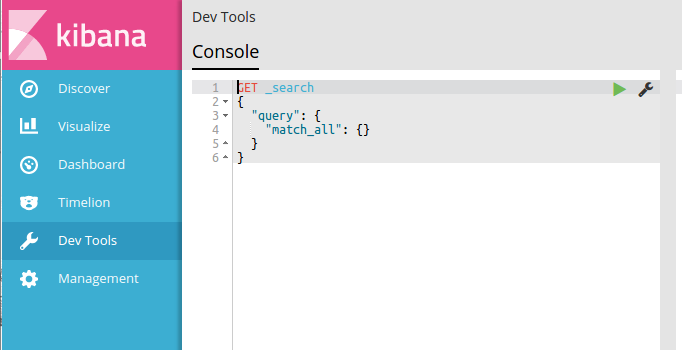 kibana
Discover
Visualize
Dashboard
Timelion
Dev Tools
Management
Dev Tools
Console
1 GET _search
2 {
3 "query": {
4 "match_all": {}
5 }
6 }